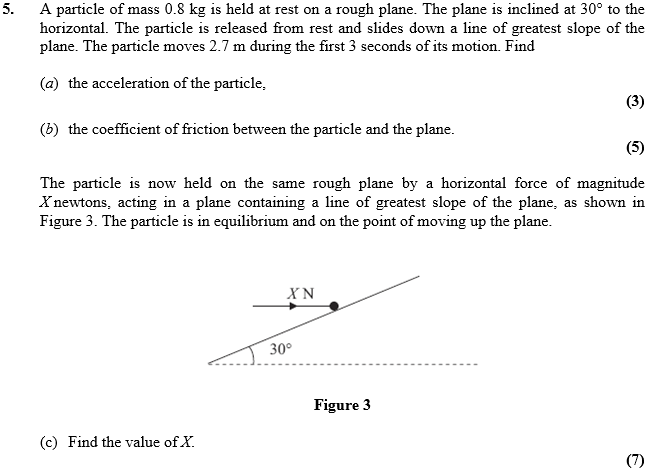 5. A particle of mass 0.8 kg is held at rest on a rough plane. The plane is inclined at 30° to the
horizontal. The particle is released from rest and slides down a line of greatest slope of the
plane. The particle moves 2.7 m during the first 3 seconds of its motion. Find
(a) the acceleration of the particle,
(3)
(b) the coefficient of friction between the particle and the plane.
(5)
The particle is now held on the same rough plane by a horizontal force of magnitude
X newtons, acting in a plane containing a line of greatest slope of the plane, as shown in
Figure 3. The particle is in equilibrium and on the point of moving up the plane.
X N
30°
Figure 3
(c) Find the value of X.
(7)